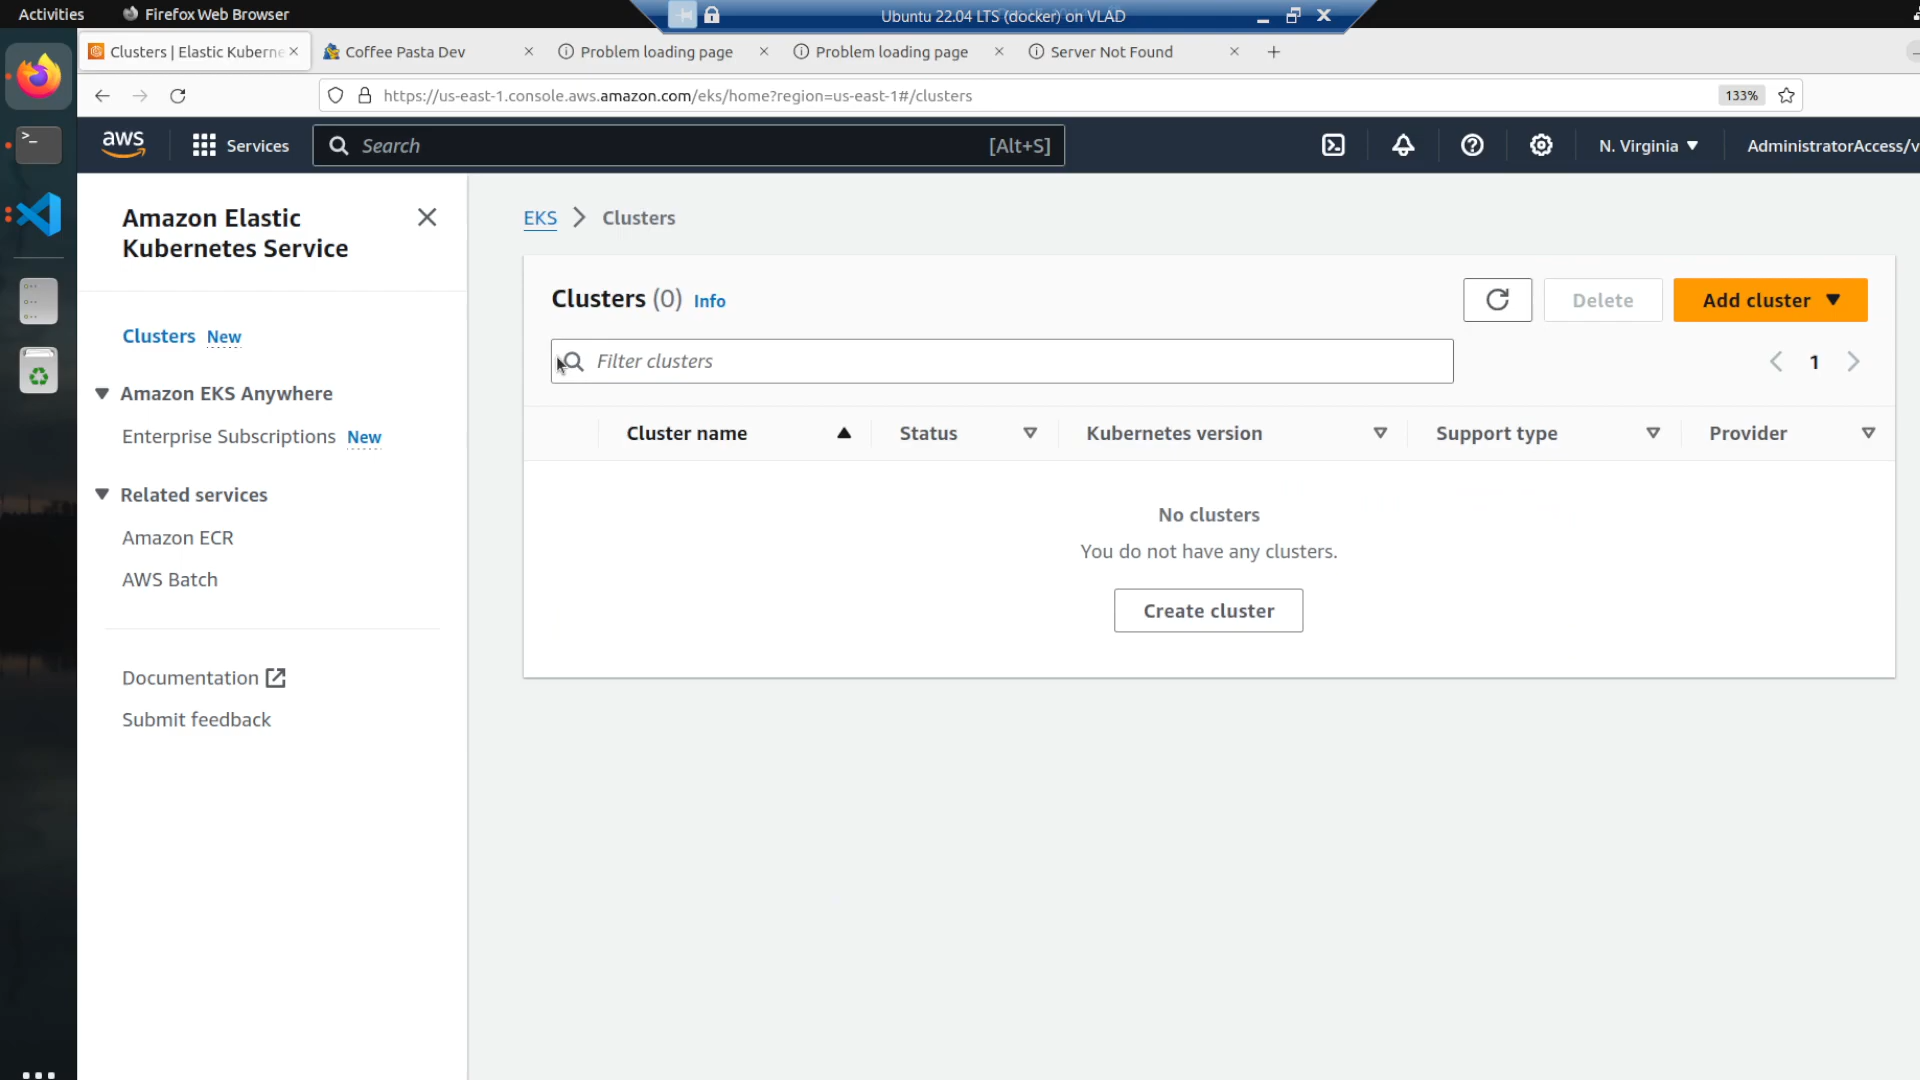 Activities
Firefox Web Browser
Ubuntu 22.04 LTS (docker) on VLAD
Clusters | Elastic Kuberne
Coffee Pasta Dev
Problem loading page
Problem loading page
Server Not Found
https://us-east-1.console.aws.amazon.com/eks/home?region=us-east-1#/clusters
133%
aws
Services
Search
[Alt+S]
N. Virginia
AdministratorAccess/v
Amazon Elastic
Kubernetes Service
Clusters New
Amazon EKS Anywhere
Enterprise Subscriptions New
Related services
Amazon ECR
AWS Batch
Documentation
Submit feedback
EKS
Clusters
Clusters (0) Info
Delete
Add cluster
Filter clusters
1
Cluster name
Status
Kubernetes version
Support type
Provider
No clusters
You do not have any clusters.
Create cluster